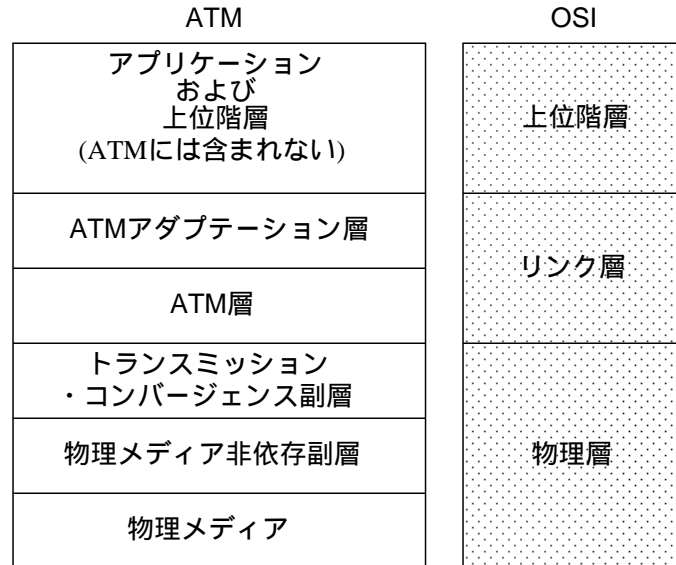 ATM
OSI
アプリケーション
および
上位階層
(ATMには含まれない)
上位階層
ATMアダプテーション層
リンク層
ATM層
トランスミッション
・コンバージェンス副層
物理メディア非依存副層
物理層
物理メディア